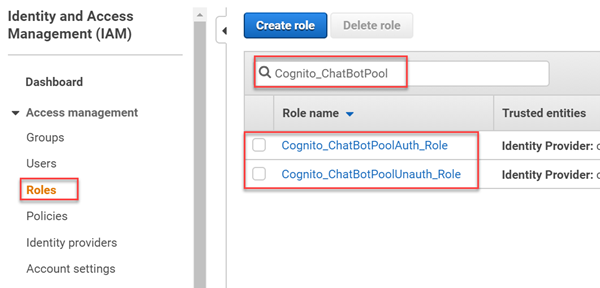 Identity and Access
Management (IAM)
Dashboard
Access management
Groups
Users
Roles
Policies
Identity providers
Account settings
Create role
Delete role
Cognito_ChatBotPool
Role name
Trusted entities
Cognito_ChatBotPoolAuth_Role
Identity Provider:
Cognito_ChatBotPoolUnauth_Role
Identity Provider: